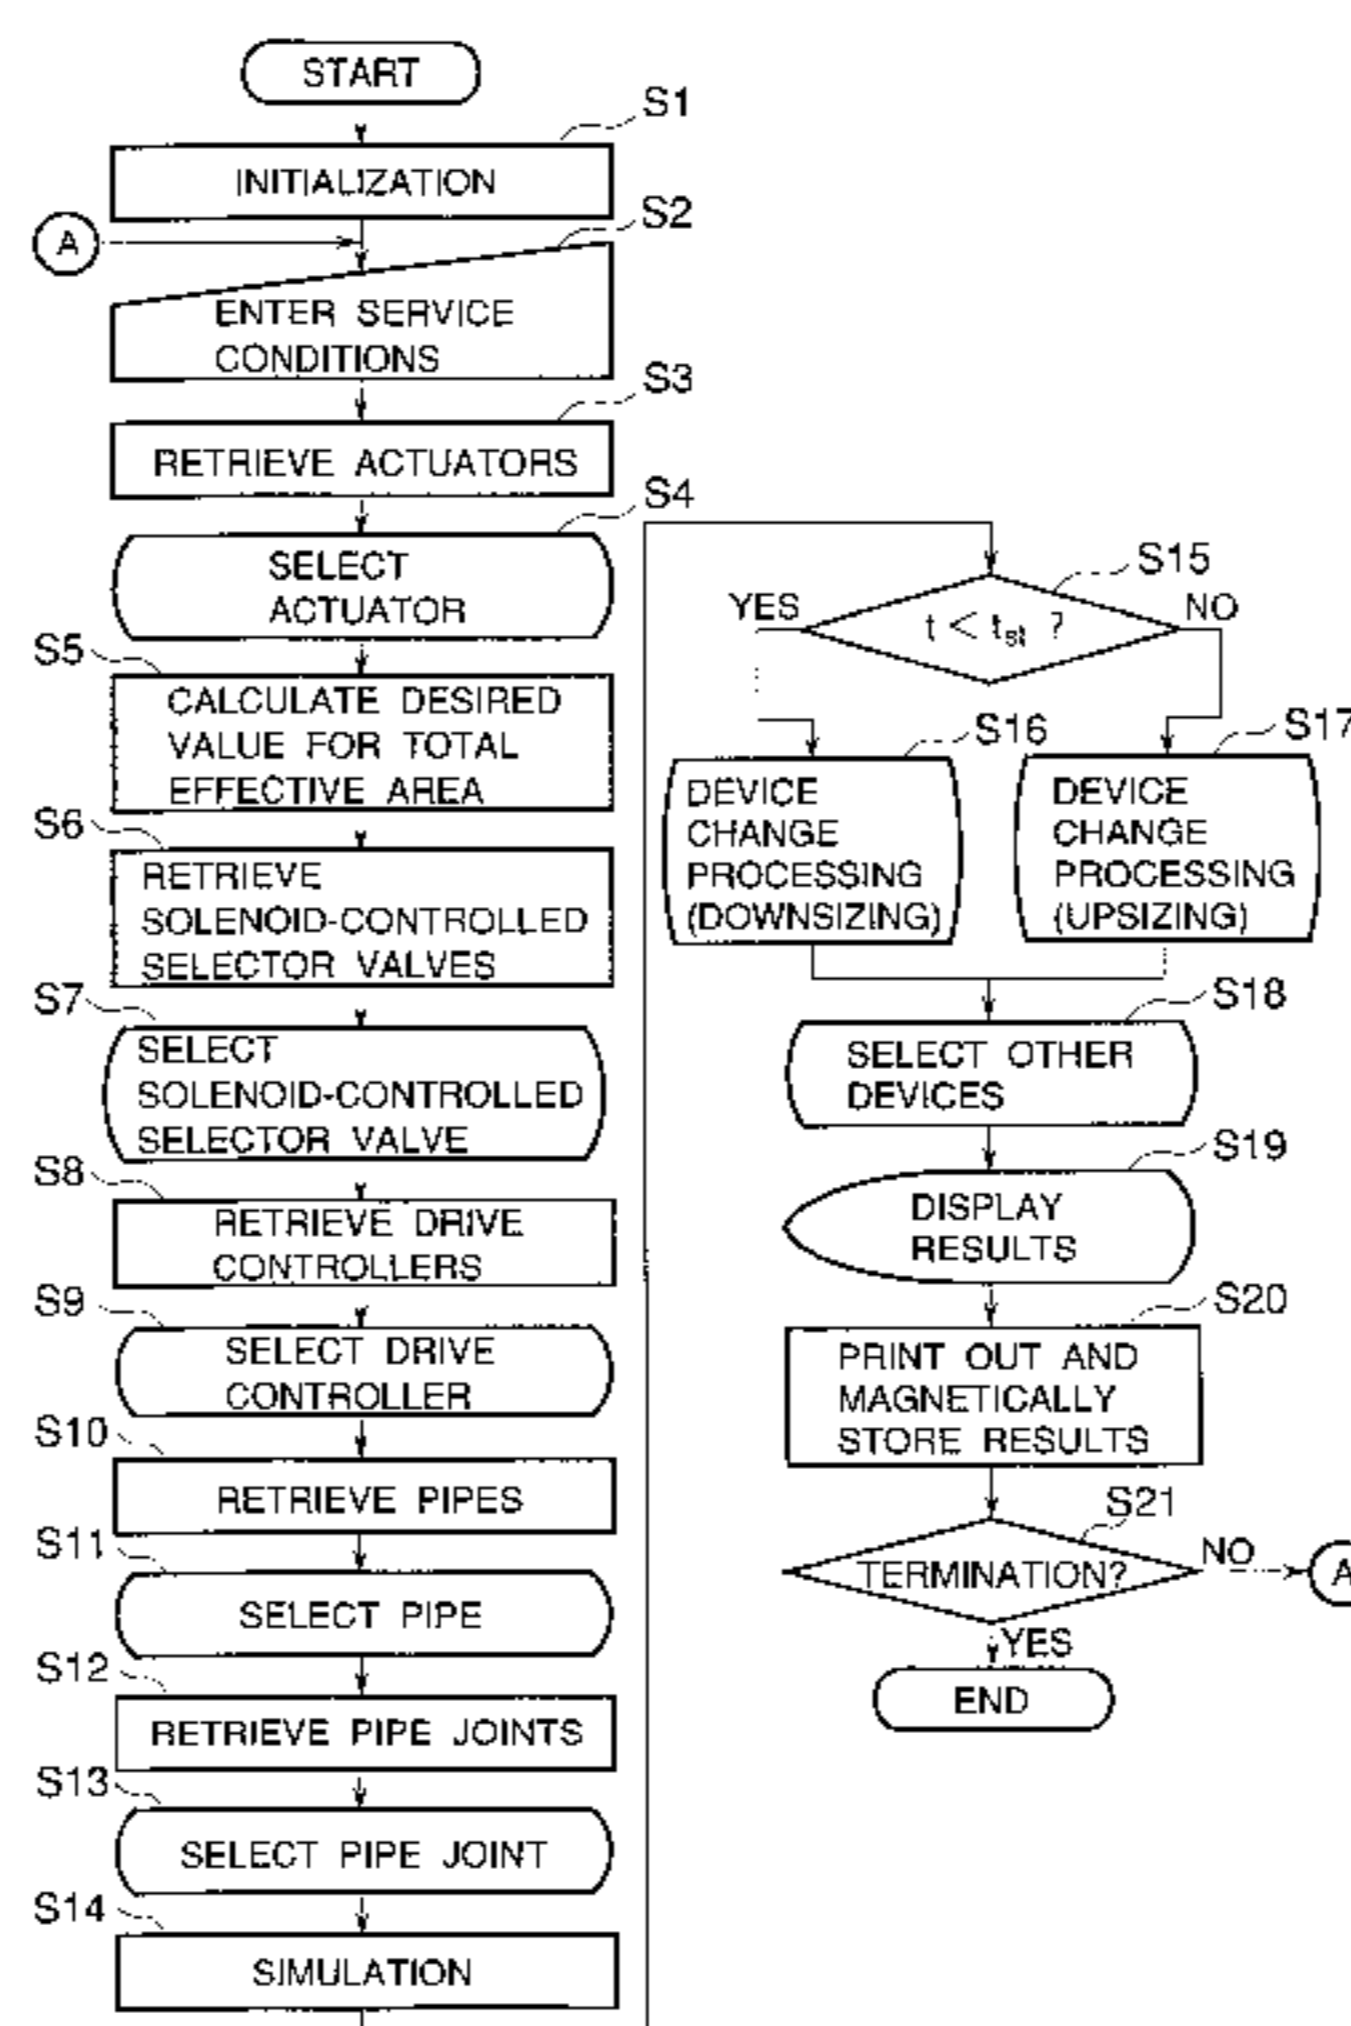 START
S1
INITIALIZATION
A
S2
ENTER SERVICE
CONDITIONS
S3
RETRIEVE ACTUATORS
S4
SELECT
ACTUATOR
S5
CALCULATE DESIRED
VALUE FOR TOTAL
EFFECTIVE AREA
S6
RETRIEVE
SOLENOID-CONTROLLED
SELECTOR VALVES
S7
SELECT
SOLENOID-CONTROLLED
SELECTOR VALVE
S8
RETRIEVE DRIVE
CONTROLLERS
S9
SELECT DRIVE
CONTROLLER
S10
RETRIEVE PIPES
S11
SELECT PIPE
S12
RETRIEVE PIPE JOINTS
S13
SELECT PIPE JOINT
S14
SIMULATION
S15
YES
t < tst ?
NO
S16
DEVICE
CHANGE
PROCESSING
(DOWNSIZING)
S17
DEVICE
CHANGE
PROCESSING
(UPSIZING)
S18
SELECT OTHER
DEVICES
S19
DISPLAY
RESULTS
S20
PRINT OUT AND
MAGNETICALLY
STORE RESULTS
S21
TERMINATION?
NO
A
YES
END